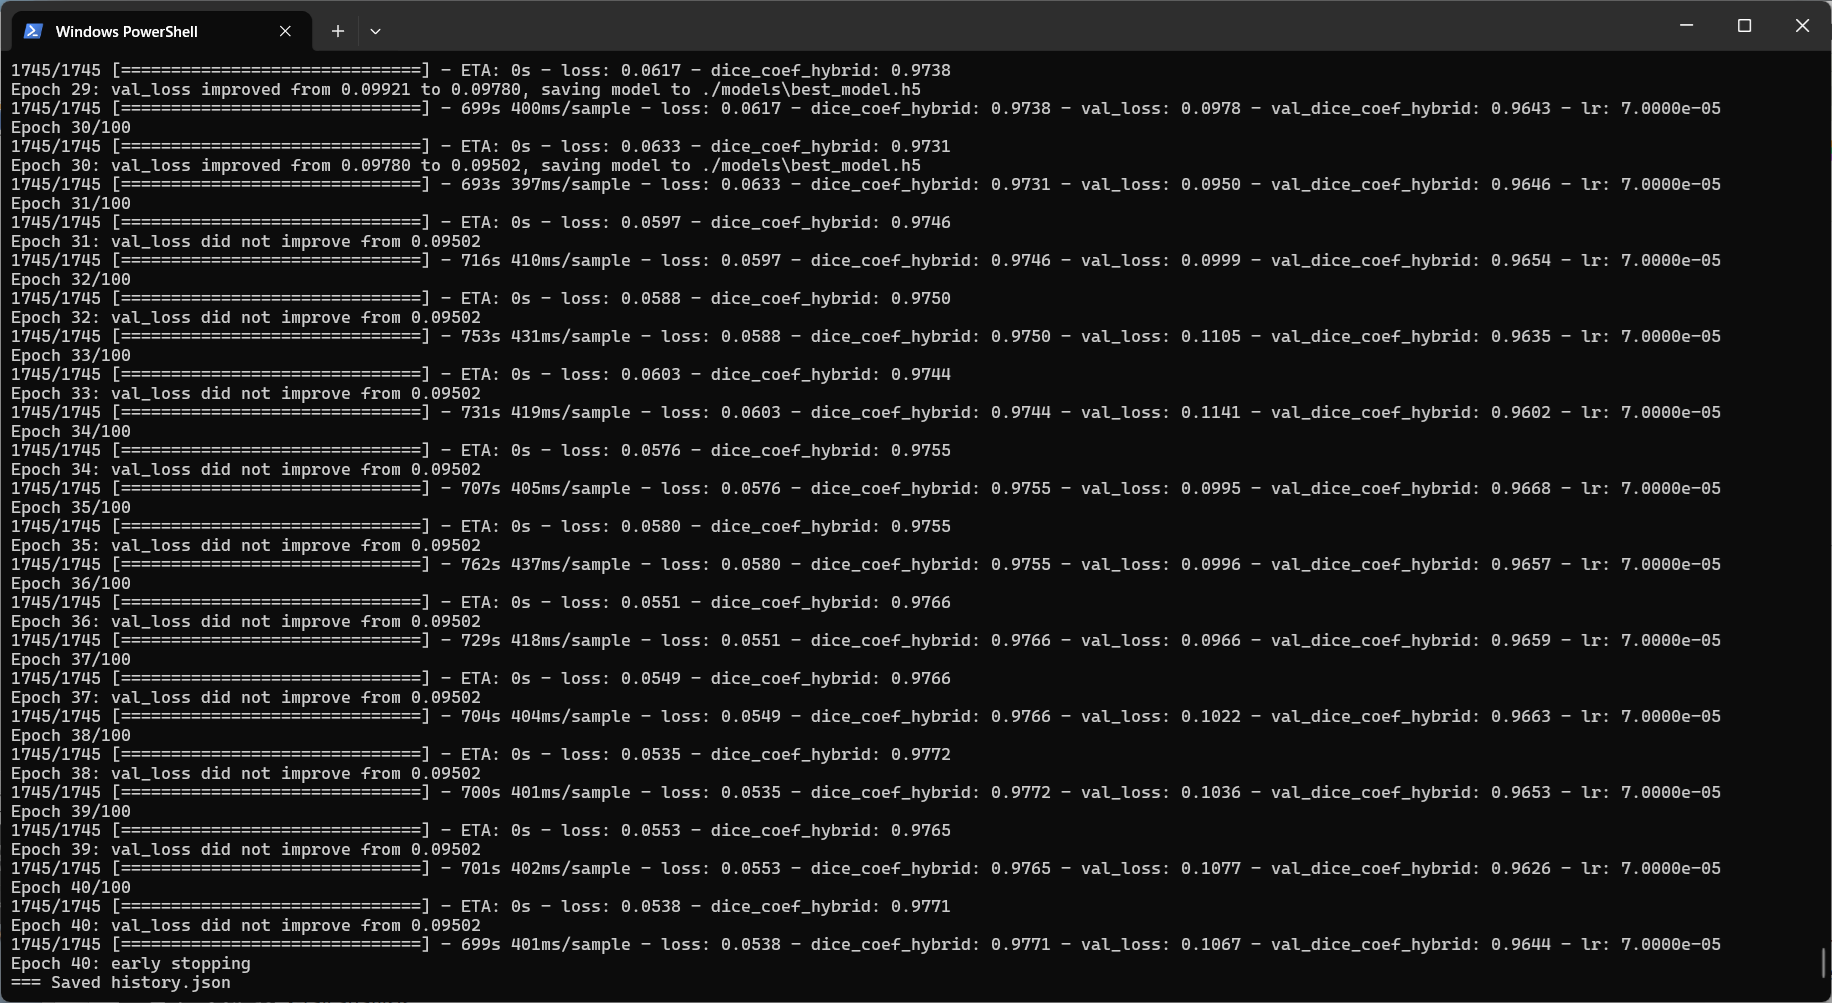 Windows PowerShell
1745/1745 [==============================] - ETA: 0s - loss: 0.0617 - dice_coef_hybrid: 0.9738
Epoch 29: val_loss improved from 0.09921 to 0.09780, saving model to ./models\best_model.h5
1745/1745 [==============================] - 699s 400ms/sample - loss: 0.0617 - dice_coef_hybrid: 0.9738 - val_loss: 0.0978 - val_dice_coef_hybrid: 0.9643 - lr: 7.0000e-05
Epoch 30/100
1745/1745 [==============================] - ETA: 0s - loss: 0.0633 - dice_coef_hybrid: 0.9731
Epoch 30: val_loss improved from 0.09780 to 0.09502, saving model to ./models\best_model.h5
1745/1745 [==============================] - 693s 397ms/sample - loss: 0.0633 - dice_coef_hybrid: 0.9731 - val_loss: 0.0950 - val_dice_coef_hybrid: 0.9646 - lr: 7.0000e-05
Epoch 31/100
1745/1745 [==============================] - ETA: 0s - loss: 0.0597 - dice_coef_hybrid: 0.9746
Epoch 31: val_loss did not improve from 0.09502
1745/1745 [==============================] - 716s 410ms/sample - loss: 0.0597 - dice_coef_hybrid: 0.9746 - val_loss: 0.0999 - val_dice_coef_hybrid: 0.9654 - lr: 7.0000e-05
Epoch 32/100
1745/1745 [==============================] - ETA: 0s - loss: 0.0588 - dice_coef_hybrid: 0.9750
Epoch 32: val_loss did not improve from 0.09502
1745/1745 [==============================] - 753s 431ms/sample - loss: 0.0588 - dice_coef_hybrid: 0.9750 - val_loss: 0.1105 - val_dice_coef_hybrid: 0.9635 - lr: 7.0000e-05
Epoch 33/100
1745/1745 [==============================] - ETA: 0s - loss: 0.0603 - dice_coef_hybrid: 0.9744
Epoch 33: val_loss did not improve from 0.09502
1745/1745 [==============================] - 731s 419ms/sample - loss: 0.0603 - dice_coef_hybrid: 0.9744 - val_loss: 0.1141 - val_dice_coef_hybrid: 0.9602 - lr: 7.0000e-05
Epoch 34/100
1745/1745 [==============================] - ETA: 0s - loss: 0.0576 - dice_coef_hybrid: 0.9755
Epoch 34: val_loss did not improve from 0.09502
1745/1745 [==============================] - 707s 405ms/sample - loss: 0.0576 - dice_coef_hybrid: 0.9755 - val_loss: 0.0995 - val_dice_coef_hybrid: 0.9668 - lr: 7.0000e-05
Epoch 35/100
1745/1745 [==============================] - ETA: 0s - loss: 0.0580 - dice_coef_hybrid: 0.9755
Epoch 35: val_loss did not improve from 0.09502
1745/1745 [==============================] - 762s 437ms/sample - loss: 0.0580 - dice_coef_hybrid: 0.9755 - val_loss: 0.0996 - val_dice_coef_hybrid: 0.9657 - lr: 7.0000e-05
Epoch 36/100
1745/1745 [==============================] - ETA: 0s - loss: 0.0551 - dice_coef_hybrid: 0.9766
Epoch 36: val_loss did not improve from 0.09502
1745/1745 [==============================] - 729s 418ms/sample - loss: 0.0551 - dice_coef_hybrid: 0.9766 - val_loss: 0.0966 - val_dice_coef_hybrid: 0.9659 - lr: 7.0000e-05
Epoch 37/100
1745/1745 [==============================] - ETA: 0s - loss: 0.0549 - dice_coef_hybrid: 0.9766
Epoch 37: val_loss did not improve from 0.09502
1745/1745 [==============================] - 704s 404ms/sample - loss: 0.0549 - dice_coef_hybrid: 0.9766 - val_loss: 0.1022 - val_dice_coef_hybrid: 0.9663 - lr: 7.0000e-05
Epoch 38/100
1745/1745 [==============================] - ETA: 0s - loss: 0.0535 - dice_coef_hybrid: 0.9772
Epoch 38: val_loss did not improve from 0.09502
1745/1745 [==============================] - 700s 401ms/sample - loss: 0.0535 - dice_coef_hybrid: 0.9772 - val_loss: 0.1036 - val_dice_coef_hybrid: 0.9653 - lr: 7.0000e-05
Epoch 39/100
1745/1745 [==============================] - ETA: 0s - loss: 0.0553 - dice_coef_hybrid: 0.9765
Epoch 39: val_loss did not improve from 0.09502
1745/1745 [==============================] - 701s 402ms/sample - loss: 0.0553 - dice_coef_hybrid: 0.9765 - val_loss: 0.1077 - val_dice_coef_hybrid: 0.9626 - lr: 7.0000e-05
Epoch 40/100
1745/1745 [==============================] - ETA: 0s - loss: 0.0538 - dice_coef_hybrid: 0.9771
Epoch 40: val_loss did not improve from 0.09502
1745/1745 [==============================] - 699s 401ms/sample - loss: 0.0538 - dice_coef_hybrid: 0.9771 - val_loss: 0.1067 - val_dice_coef_hybrid: 0.9644 - lr: 7.0000e-05
Epoch 40: early stopping
=== Saved history.json